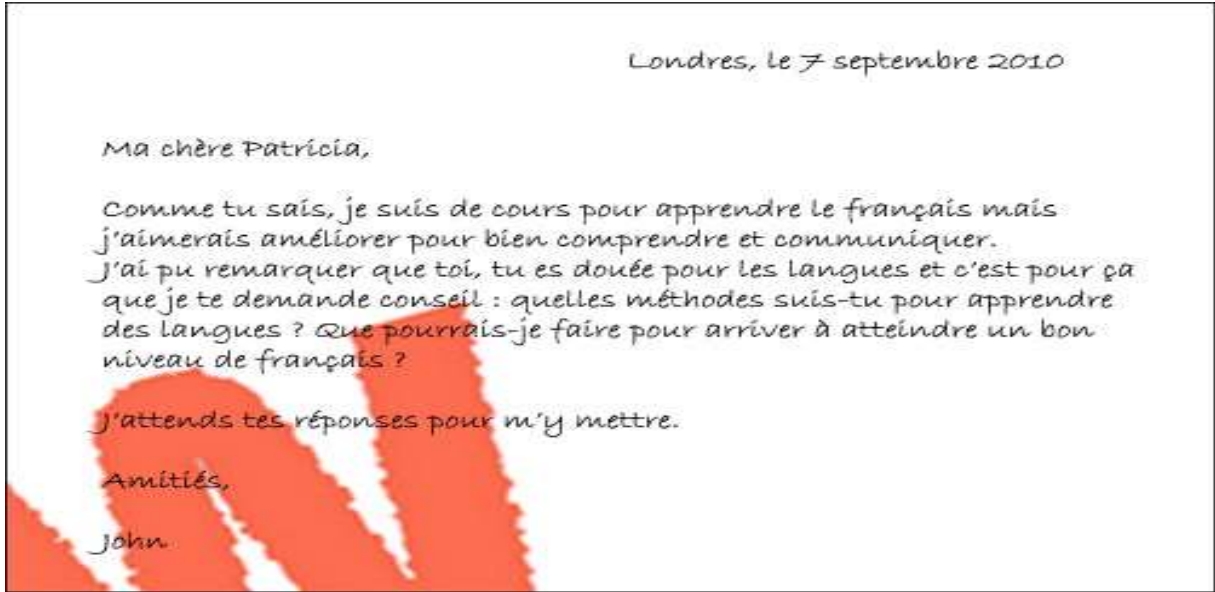 Londres, le 7 septembre 2010
Ma chère Patricia,
Comme tu sais, je suis de cours pour apprendre le français mais
j'aimerais améliorer pour bien comprendre et communiquer.
J'ai pu remarquer que toi, tu es douée pour les langues et c'est pour ça
que je te demande conseil : quelles méthodes suis-tu pour apprendre
des langues ? Que pourrais-je faire pour arriver à atteindre un bon
niveau de français ?
J'attends tes réponses pour m'y mettre.
Amitiés,
John